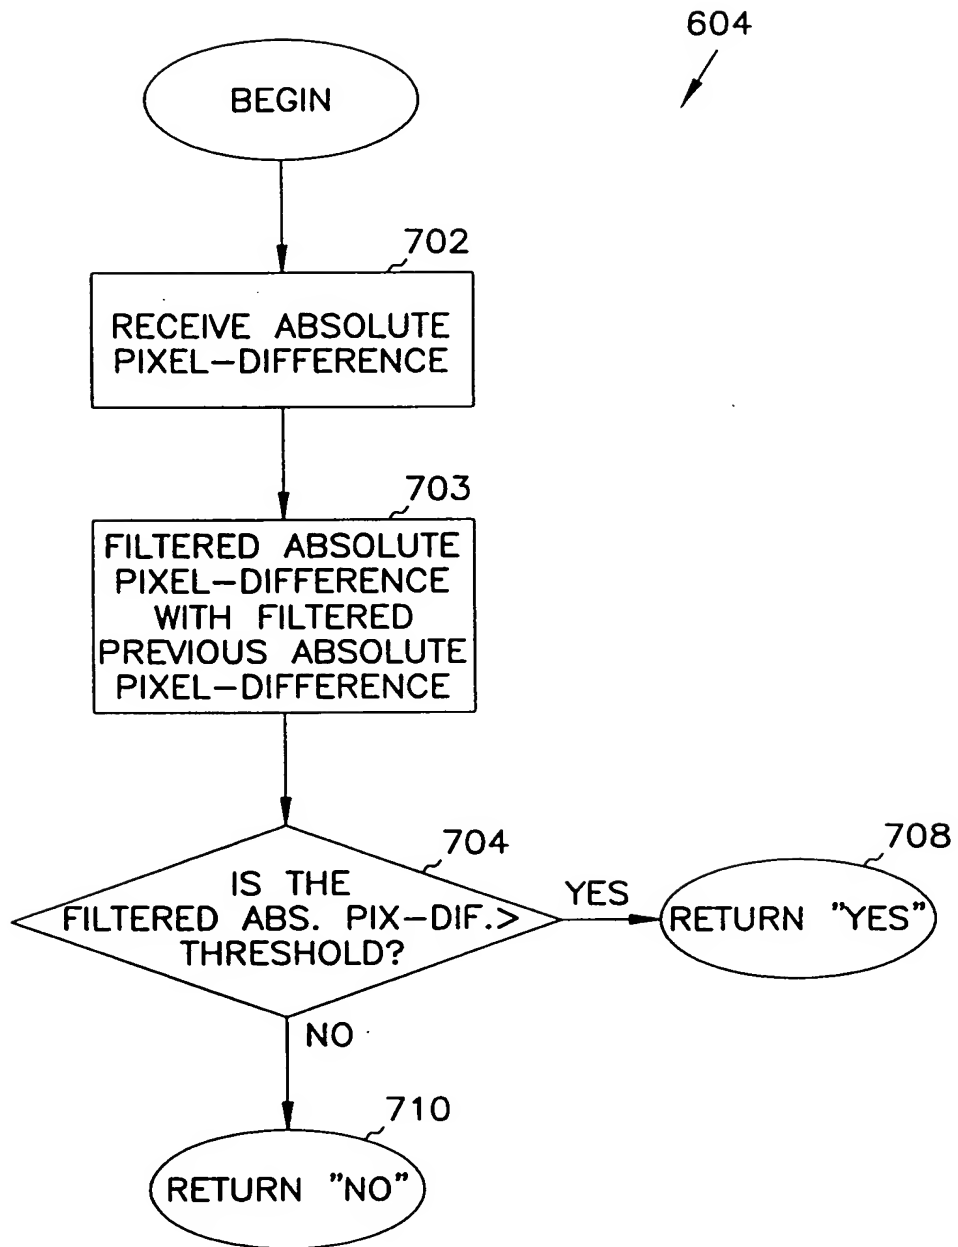 604
BEGIN
702
RECEIVE ABSOLUTE
PIXEL-DIFFERENCE
703
FILTERED ABSOLUTE
PIXEL-DIFFERENCE
WITH FILTERED
PREVIOUS ABSOLUTE
PIXEL-DIFFERENCE
704
IS THE
FILTERED ABS. PIX-DIF.>
THRESHOLD?
YES
708
RETURN "YES"
NO
710
RETURN "NO"